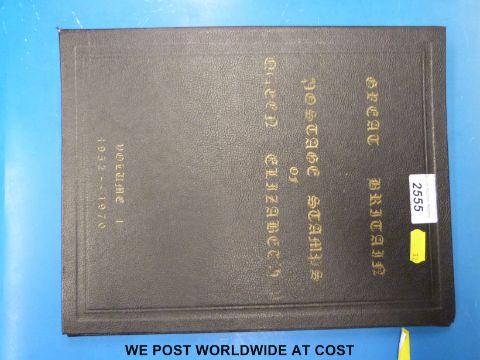 GREAT BRITAIN
POSTAGE STAMPS
OF
QUEEN ELIZABETH II
VOLUME 1
1952--1970
2555
WE POST WORLDWIDE AT COST